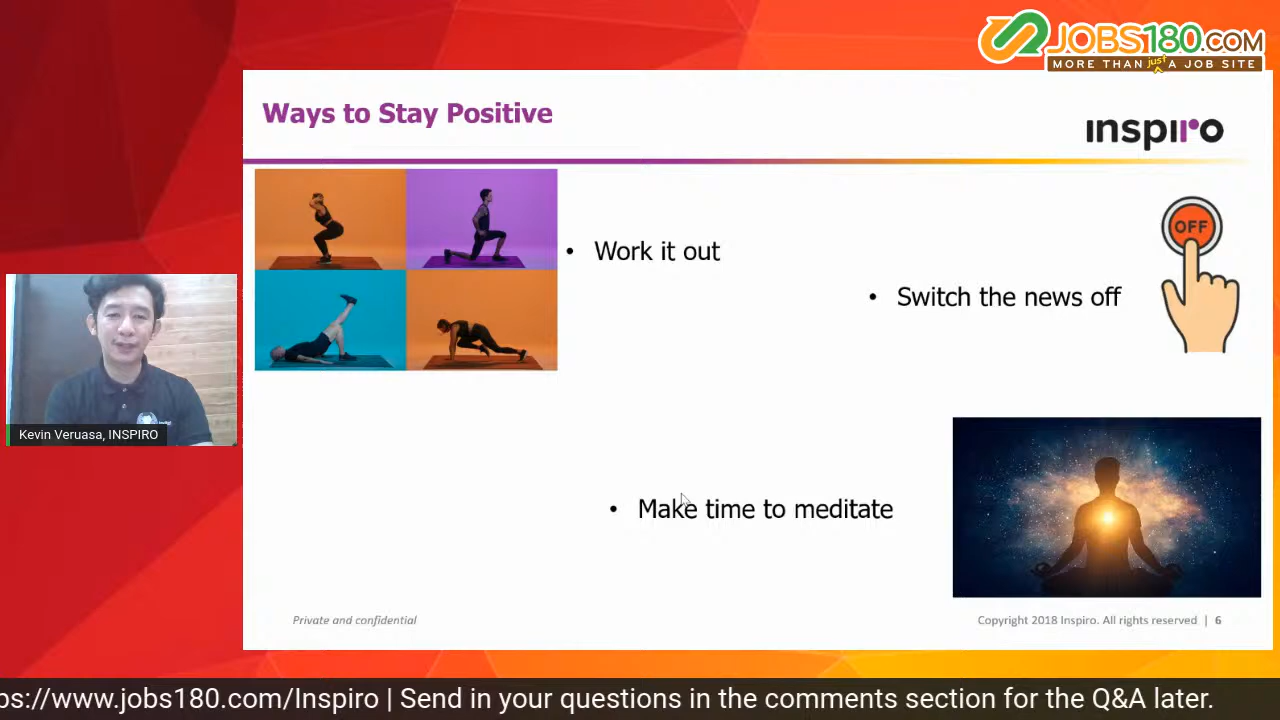 JOBS180.COM
MORE THAN just A JOB SITE
Ways to Stay Positive
inspiro
• Work it out
OFF
• Switch the news off
Kevin Veruasa, INSPIRO
• Make time to meditate
Private and confidential
Copyright 2018 Inspiro. All rights reserved | 6
ps://www.jobs180.com/Inspiro | Send in your questions in the comments section for the Q&A later.